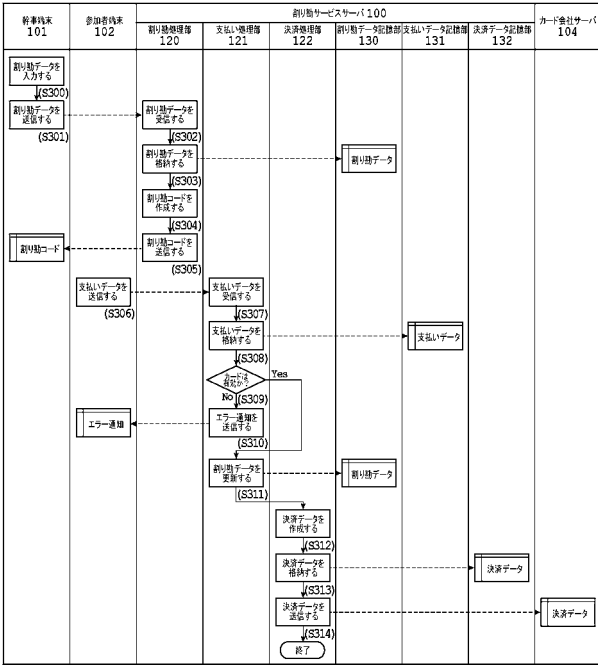 割り勘サービスサーバ100
幹事端末
101
参加者端末
102
割り勘処理部
120
支払い処理部
121
決済処理部
122
割り勘データ記憶部
130
支払いデータ記憶部
131
決済データ記憶部
132
カード会社サーバ
104
割り勘データを
入力する
(S300)
割り勘データを
送信する
(S301)
割り勘データを
受信する
(S302)
割り勘データを
格納する
(S303)
割り勘データ
割り勘コードを
作成する
(S304)
割り勘コード
割り勘コードを
送信する
(S305)
支払いデータを
送信する
(S306)
支払いデータを
受信する
(S307)
支払いデータを
格納する
(S308)
支払いデータ
カードは
有効か?
Yes
No
(S309)
エラー通知
エラー通知を
送信する
(S310)
割り勘データを
更新する
(S311)
割り勘データ
決済データを
作成する
(S312)
決済データを
格納する
(S313)
決済データ
決済データを
送信する
(S314)
決済データ
終了